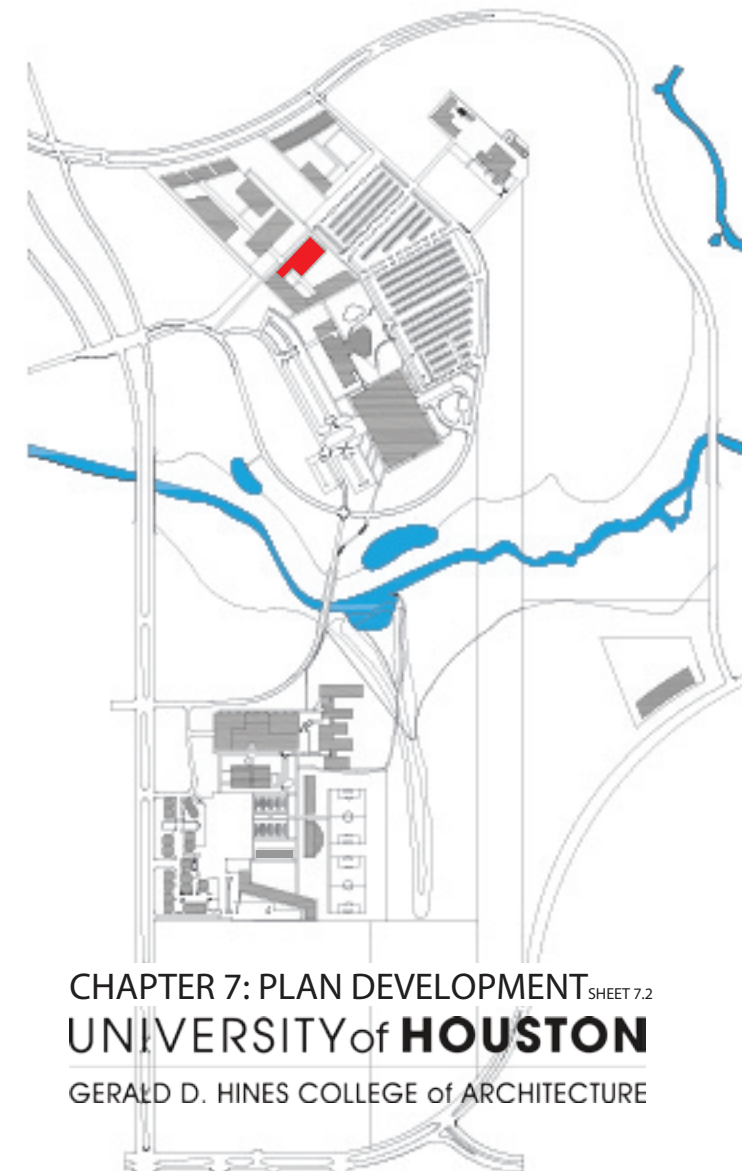 CHAPTER 7: PLAN DEVELOPMENT SHEET 7.2
UNIVERSITY of HOUSTON
GERALD D. HINES COLLEGE of ARCHITECTURE